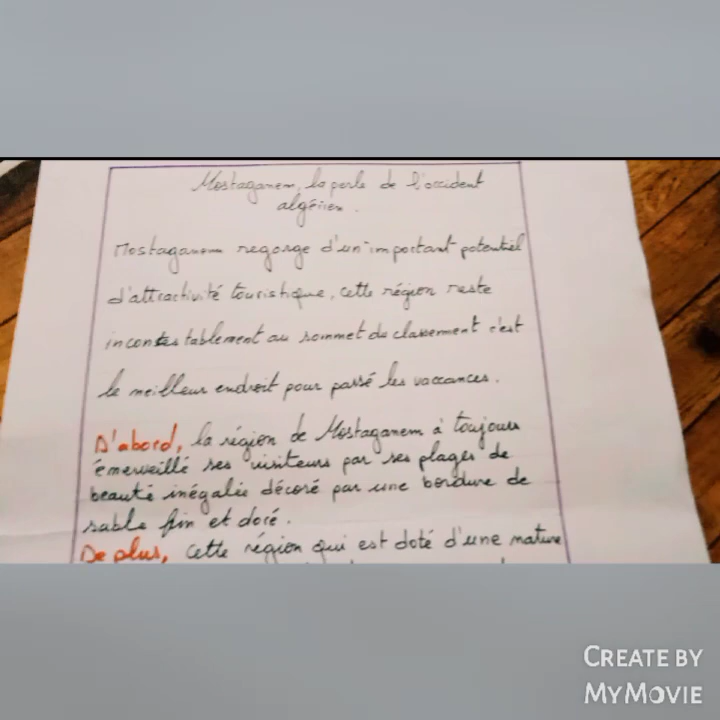 Mostaganem, la perle de l'occident
algérien.
Mostaganem regorge d'un important potentiel
d'attractivité touristique, cette région reste
incontestablement au sommet du classement c'est
le meilleur endroit pour passé les vaccances.
D'abord, la région de Mostaganem à toujours
émerveillé ses visiteurs par ses plages de
beauté inégalée décoré par une bordure de
sable fin et doré.
De plus, cette région qui est doté d'une nature
CREATE BY
MYMOVIE